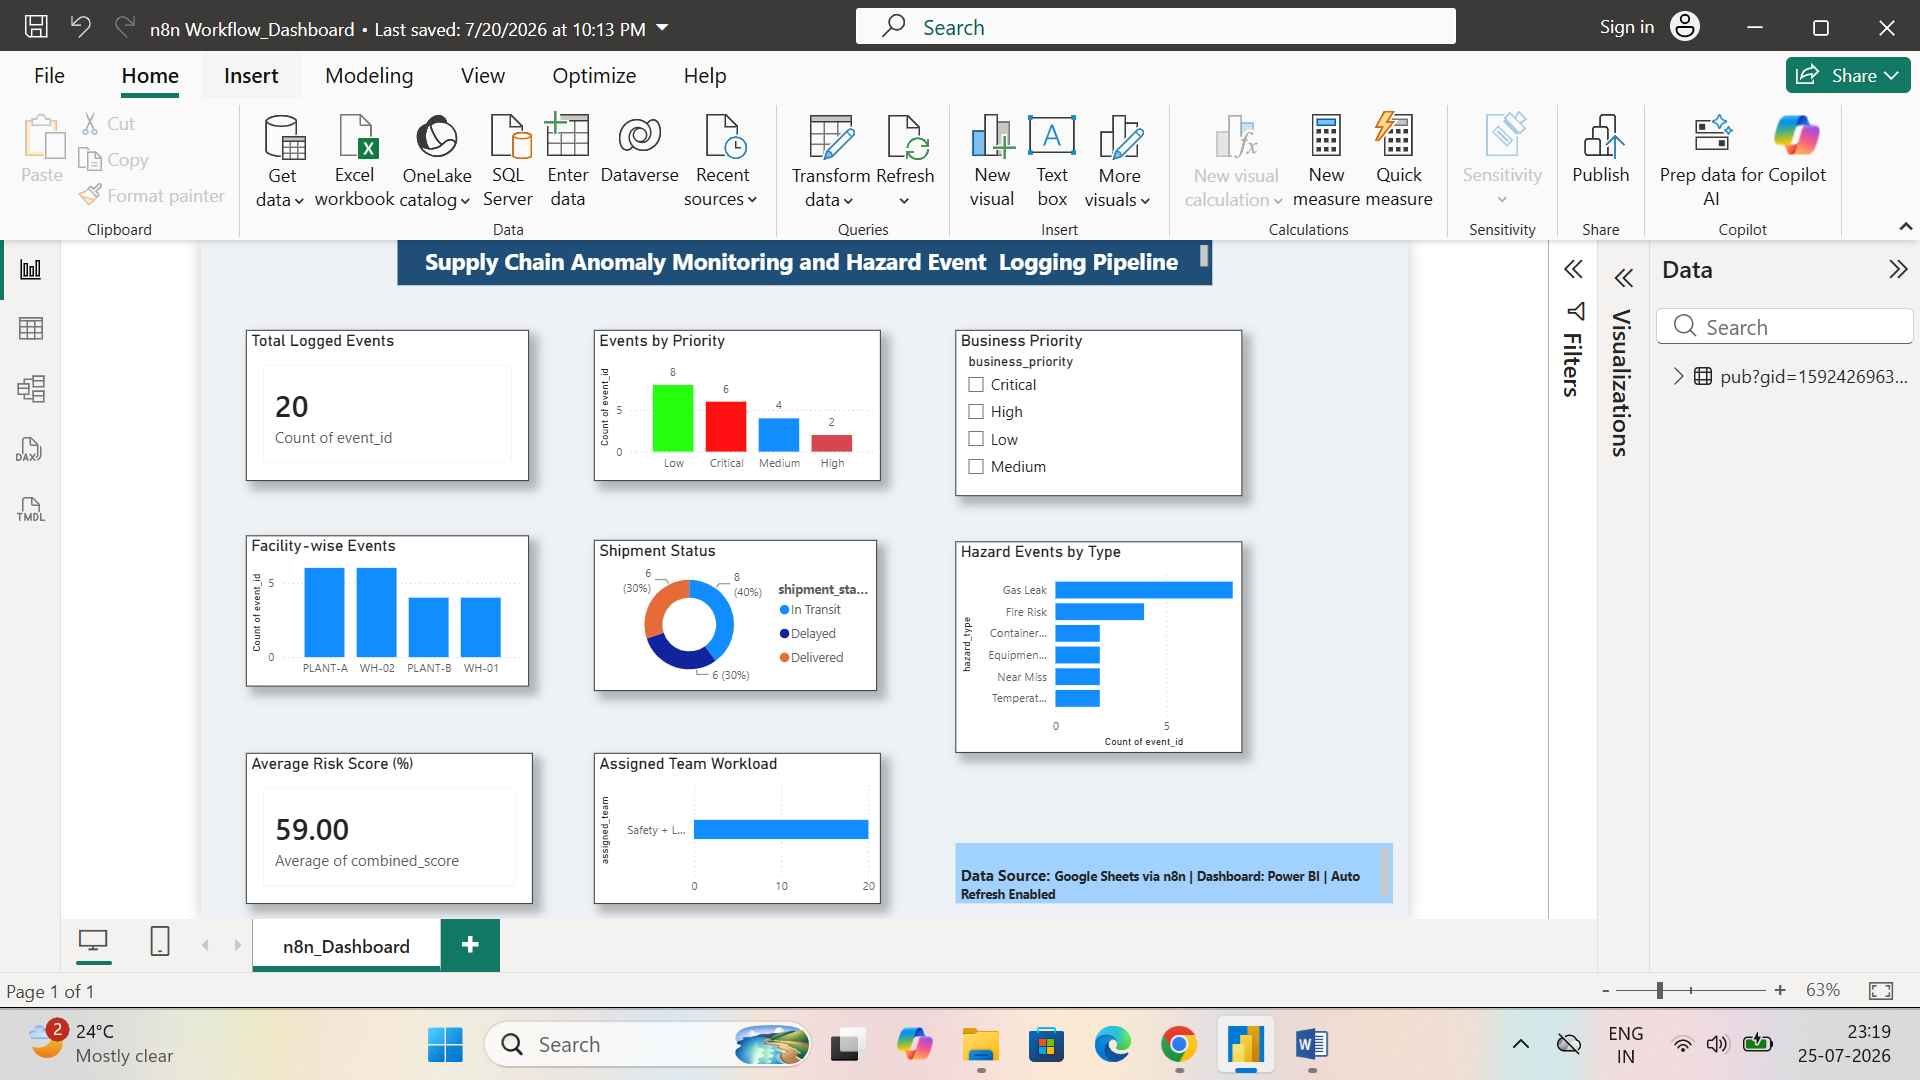 n8n Workflow_Dashboard • Last saved: 7/20/2026 at 10:13 PM
Search
Sign in
File
Home
Insert
Modeling
View
Optimize
Help
Share
Paste
Cut
Copy
Format painter
Clipboard
Get data
Excel workbook
OneLake catalog
SQL Server
Enter data
Dataverse
Recent sources
Data
Transform data
Refresh
Queries
New visual
Text box
More visuals
Insert
New visual calculation
New measure
Quick measure
Calculations
Sensitivity
Sensitivity
Publish
Share
Prep data for AI
Copilot
Copilot
DAX
TMDL
Supply Chain Anomaly Monitoring and Hazard Event Logging Pipeline
Total Logged Events
20
Count of event_id
Events by Priority
Count of event_id
5
0
8
6
4
2
Low
Critical
Medium
High
Business Priority
business_priority
Critical
High
Low
Medium
Facility-wise Events
Count of event_id
5
0
PLANT-A
WH-02
PLANT-B
WH-01
Shipment Status
6
(30%)
8
(40%)
6 (30%)
shipment_sta...
In Transit
Delayed
Delivered
Hazard Events by Type
hazard_type
Gas Leak
Fire Risk
Container...
Equipmen...
Near Miss
Temperat...
0
5
Count of event_id
Average Risk Score (%)
59.00
Average of combined_score
Assigned Team Workload
assigned_team
Safety + L...
0
10
20
Data Source: Google Sheets via n8n | Dashboard: Power BI | Auto
Refresh Enabled
Filters
Visualizations
Data
Search
pub?gid=1592426963...
n8n_Dashboard
Page 1 of 1
63%
2
24°C
Mostly clear
Search
ENG
IN
23:19
25-07-2026